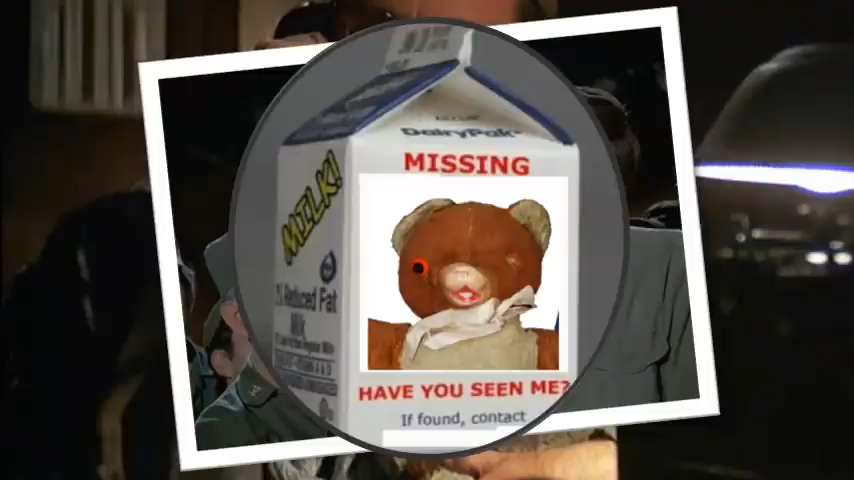 DairyPak
MISSING
MILK!
% Reduced Fat
Milk
HAVE YOU SEEN ME?
If found, contact